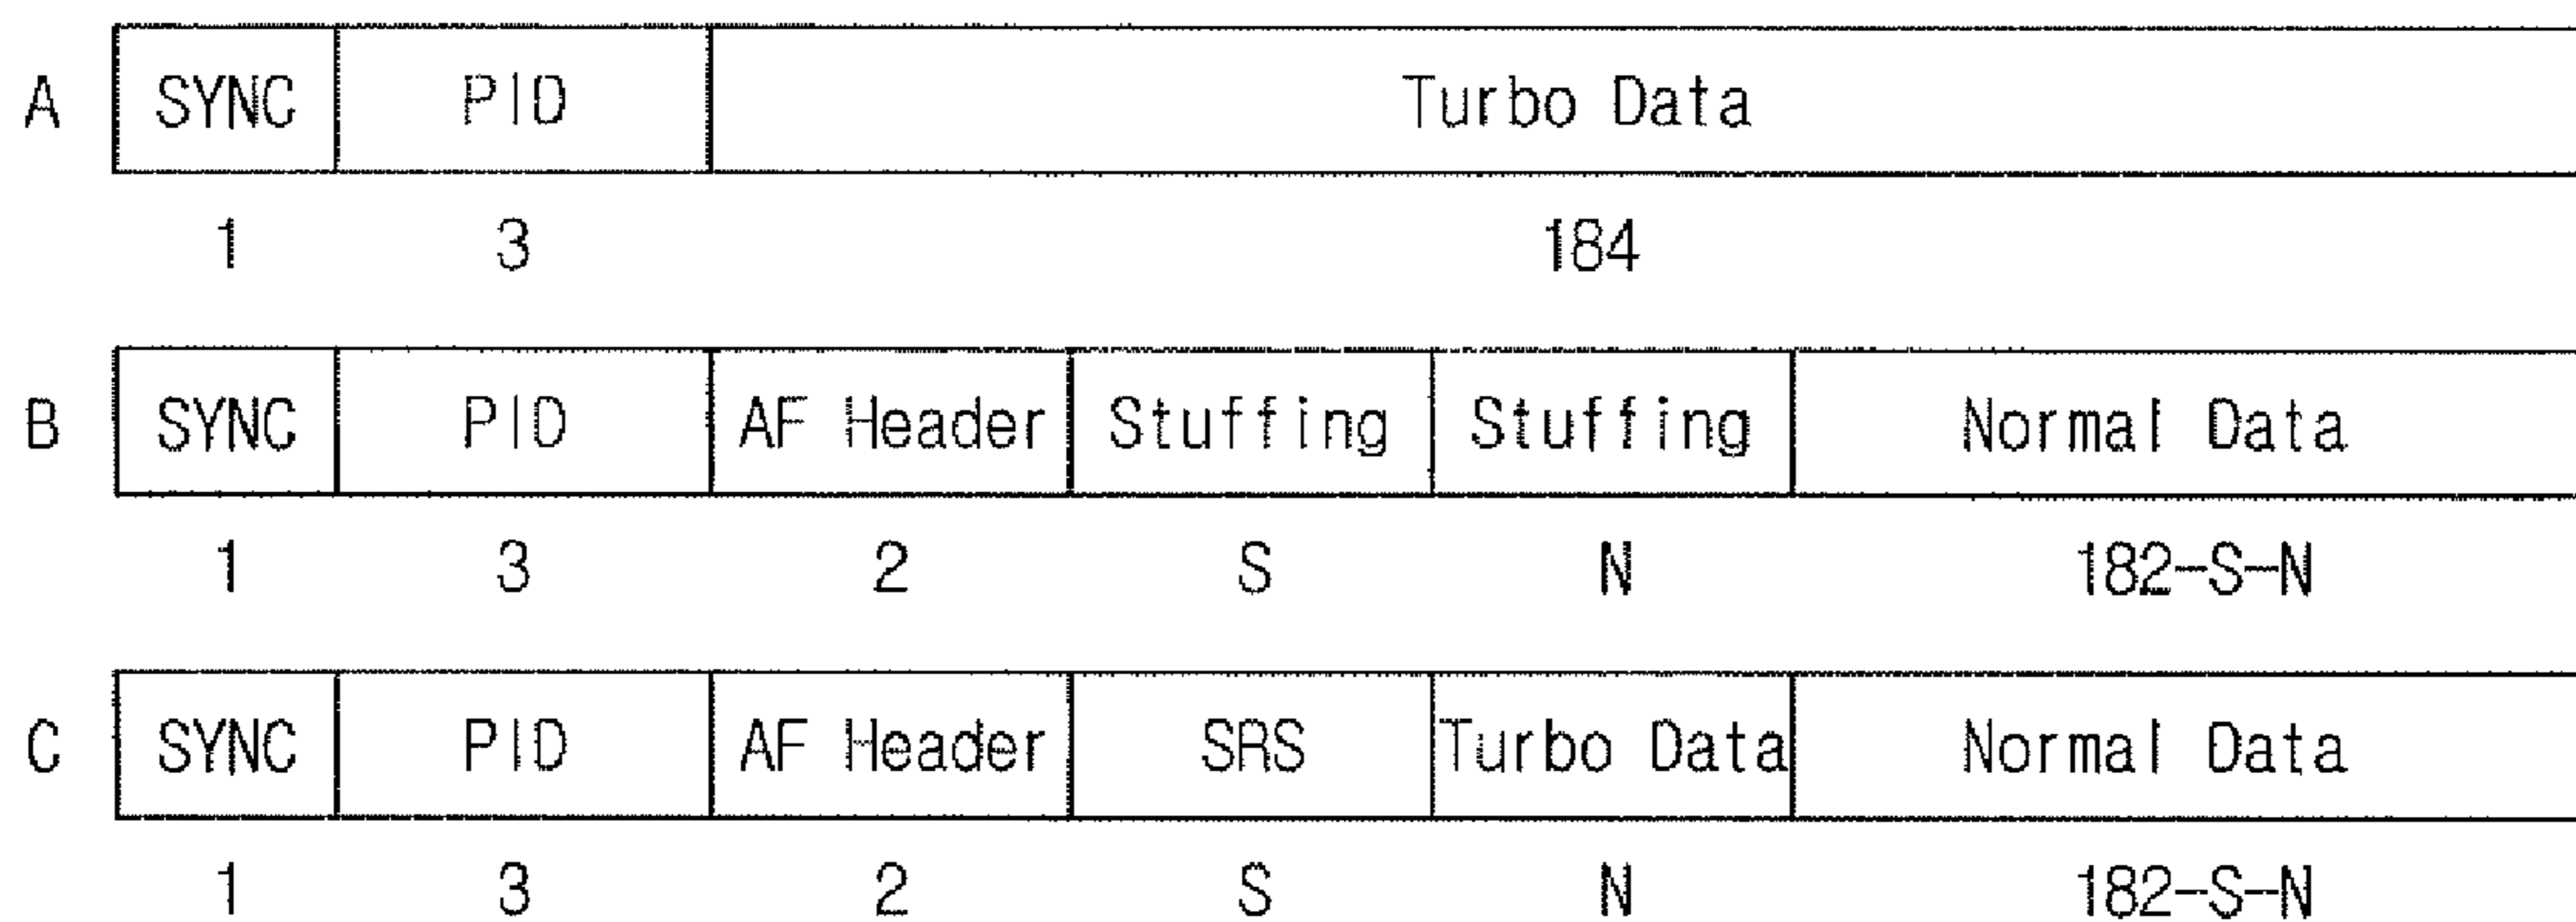 A SYNC PID Turbo Data
1 3 184
B SYNC PID AF Header Stuffing Stuffing Normal Data
1 3 2 S N 182-S-N
C SYNC PID AF Header SRS Turbo Data Normal Data
1 3 2 S N 182-S-N